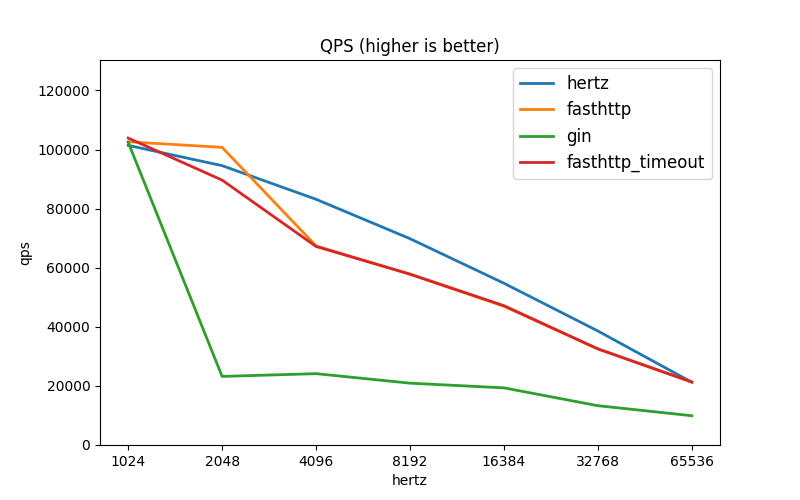 QPS (higher is better)
hertz
fasthttp
gin
fasthttp_timeout
120000
100000
80000
60000
40000
20000
0
qps
1024 2048 4096 8192 16384 32768 65536
hertz